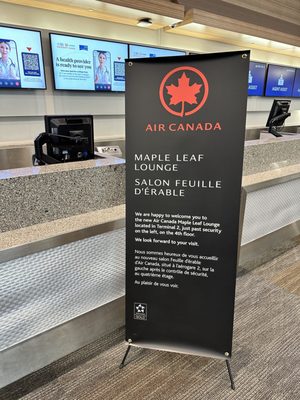 is ready to deliver.
AIR CANADA
MAPLE LEAF
LOUNGE
SALON FEUILLE
D'ÉRABLE
We are happy to welcome you to
the new Air Canada Maple Leaf Lounge
located in Terminal 2, just past security
on the left, on the 4th floor.
We look forward to your visit.
Nous sommes heureux de vous accueillir
au nouveau salon Feuille d'érable
d'Air Canada, situé à l'aérogare 2, sur la
gauche après le contrôle de sécurité,
au quatrième étage.
Au plaisir de vous voir.